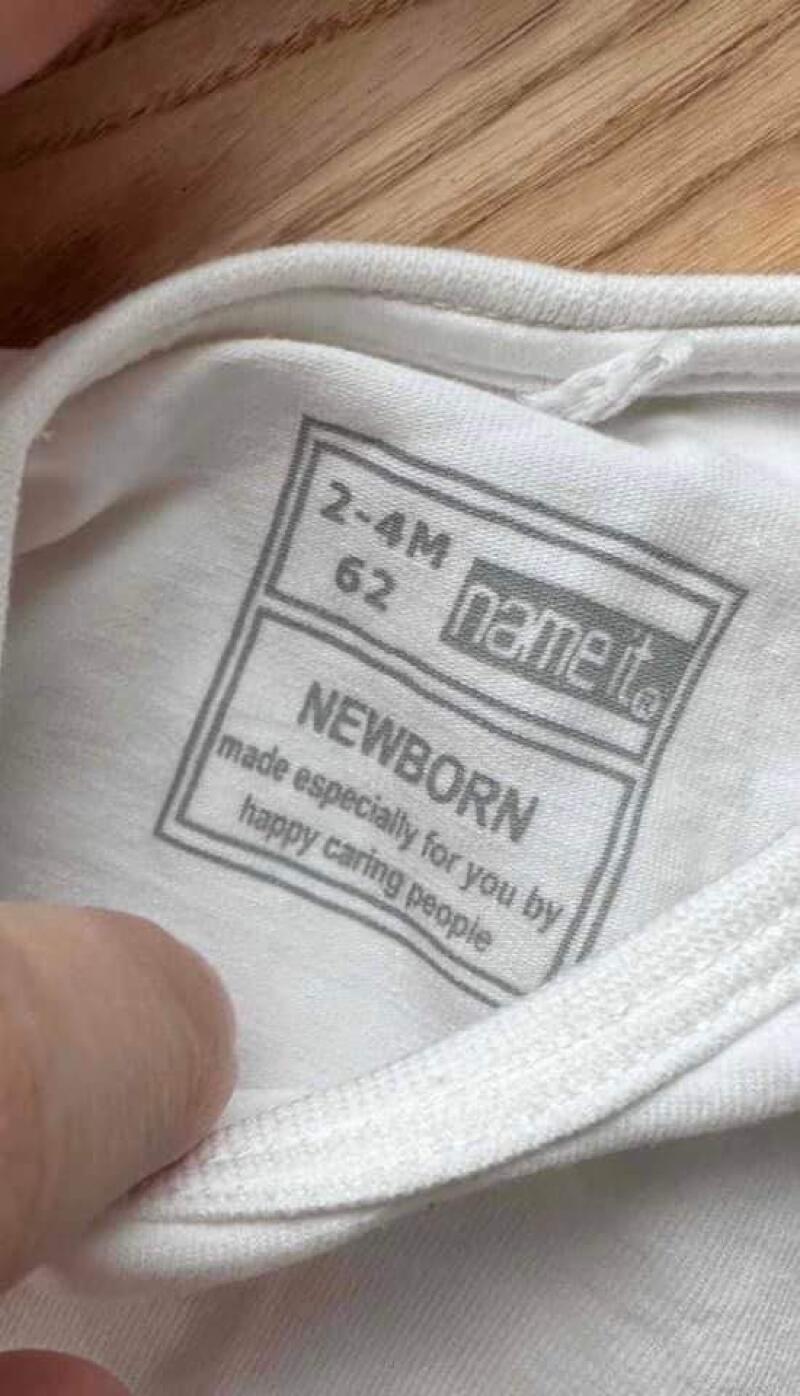 2-4M
62
name it®
NEWBORN
made especially for you by
happy caring people